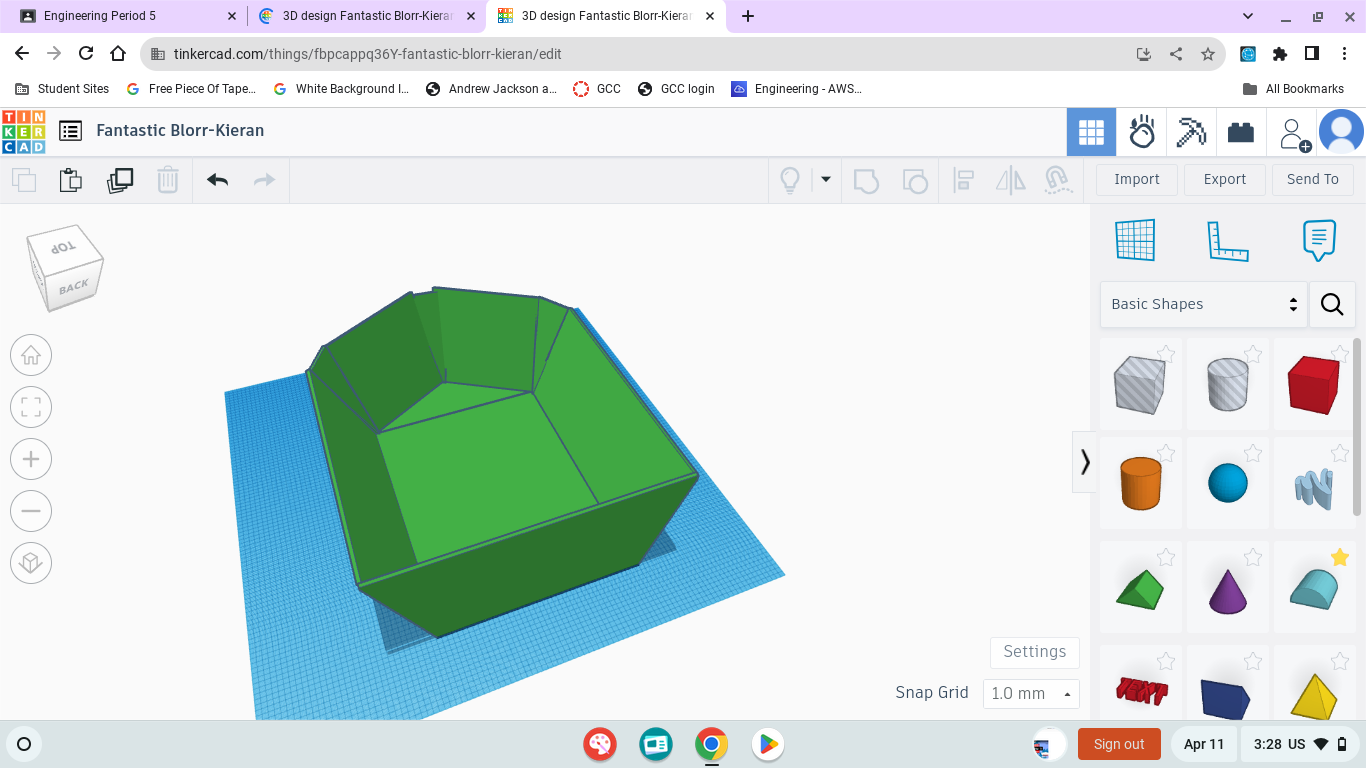 Engineering Period 5
3D design Fantastic Blorr-Kieran
3D design Fantastic Blorr-Kieran
tinkercad.com/things/fbpcappq36Y-fantastic-blorr-kieran/edit
Student Sites
Free Piece Of Tape...
White Background I...
Andrew Jackson a...
GCC
GCC login
Engineering - AWS...
All Bookmarks
TIN
KER
CAD
Fantastic Blorr-Kieran
Import
Export
Send To
TOP
BACK
Basic Shapes
TEXT
Settings
Snap Grid
1.0 mm
Sign out
Apr 11
3:28 US